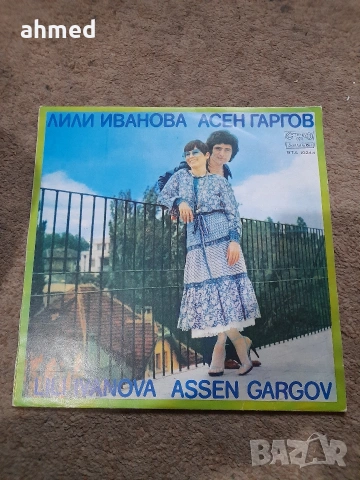 ahmed
ЛИЛИ ИВАНОВА АСЕН ГАРГОВ
LILI IVANOVA ASSEN GARGOV
BAZAR